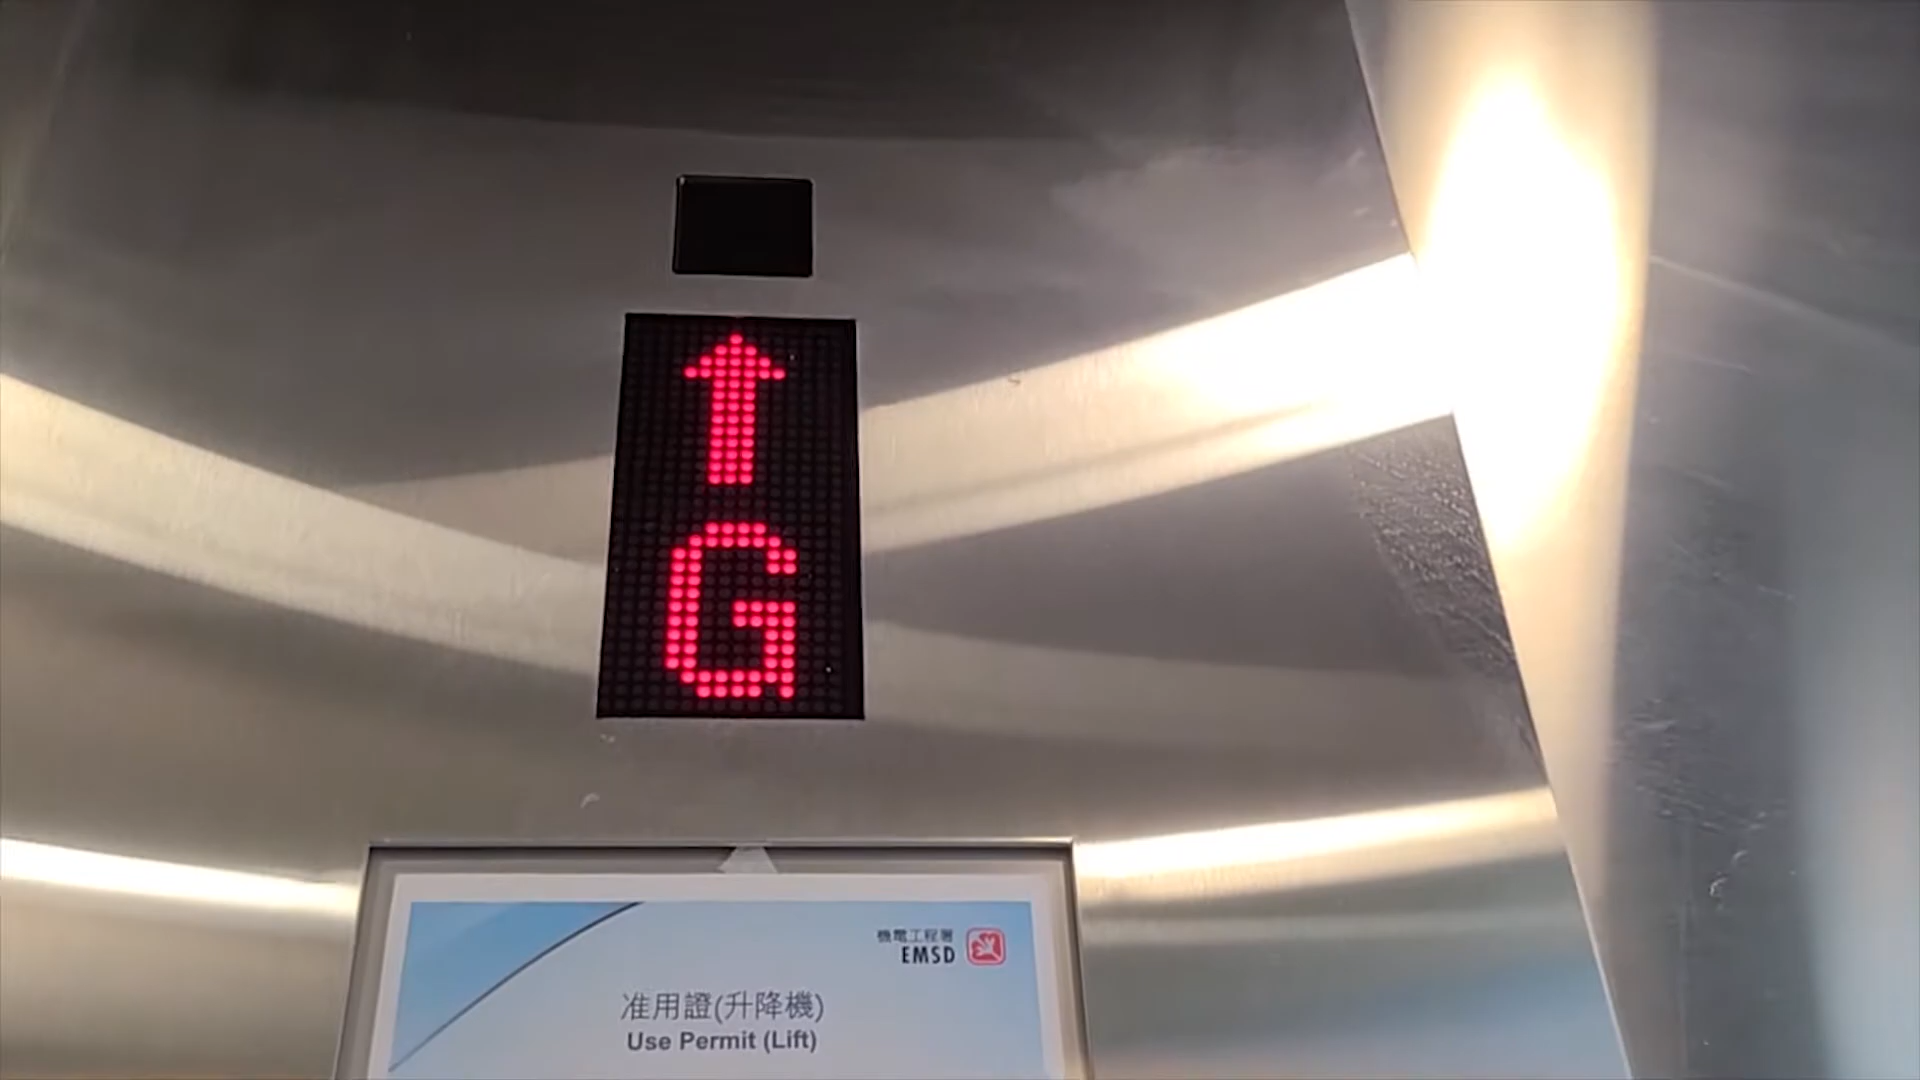 ↑
G
機電工程署
EMSD
准用證(升降機)
Use Permit (Lift)